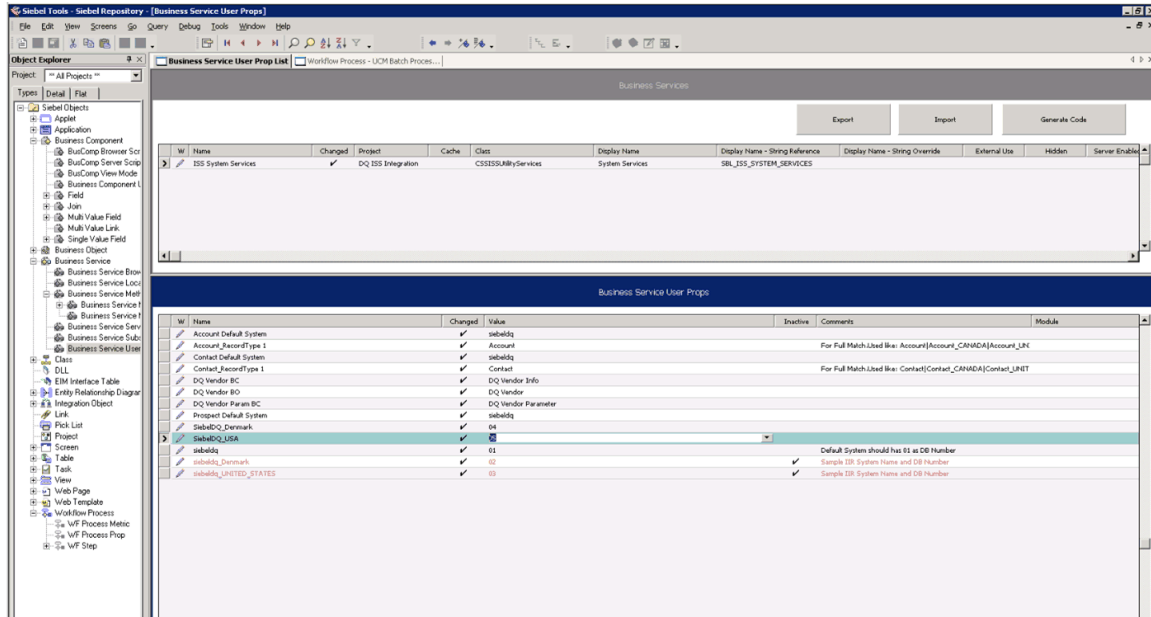 Siebel Tools - Siebel Repository - [Business Service User Props]
File Edit View Screens Go Query Debug Tools Window Help
Object Explorer
Business Service User Prop List Workflow Process - UCM Batch Proces...
Project: ** All Projects **
Types Detail Flat
Business Services
Export Import Generate Code
W Name Changed Project Cache Class Display Name Display Name - String Reference Display Name - String Override External Use Hidden Server Enabled
ISS System Services DQ ISS Integration CSSISSUtilityServices System Services SBL_ISS_SYSTEM_SERVICES
Siebel Objects
Applet
Application
Business Component
BusComp Browser Scr
BusComp Server Scrip
BusComp View Mode
Business Component U
Field
Join
Multi Value Field
Multi Value Link
Single Value Field
Business Object
Business Service
Business Service Brow
Business Service Loca
Business Service Meth
Business Service M
Business Service M
Business Service Serv
Business Service Subs
Business Service User
Class
DLL
EIM Interface Table
Entity Relationship Diagrar
Integration Object
Link
Pick List
Project
Screen
Table
Task
View
Web Page
Web Template
Workflow Process
WF Process Metric
WF Process Prop
WF Step
Business Service User Props
W Name Changed Value Inactive Comments Module
Account Default System siebeldq
Account_RecordType 1 Account For Full Match.Used like: Account|Account_CANADA|Account_UN
Contact Default System siebeldq
Contact_RecordType 1 Contact For Full Match.Used like: Contact|Contact_CANADA|Contact_UNIT
DQ Vendor BC DQ Vendor Info
DQ Vendor BO DQ Vendor
DQ Vendor Param BC DQ Vendor Parameter
Prospect Default System siebeldq
SiebelDQ_Denmark 04
SiebelDQ_USA
siebeldq 01 Default System should has 01 as DB Number
siebeldq_Denmark 02 Sample IIR System Name and DB Number
siebeldq_UNITED_STATES 03 Sample IIR System Name and DB Number